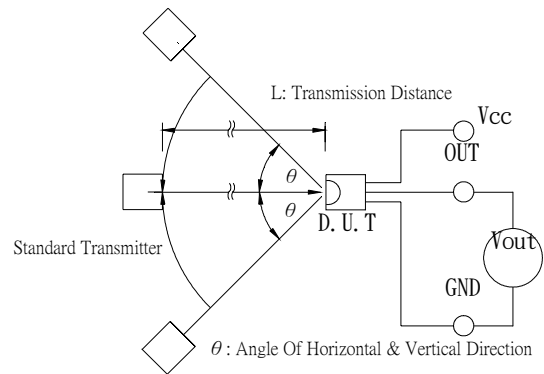 L: Transmission Distance
Vcc
OUT
θ
θ
D.U.T
Standard Transmitter
Vout
GND
θ : Angle Of Horizontal & Vertical Direction